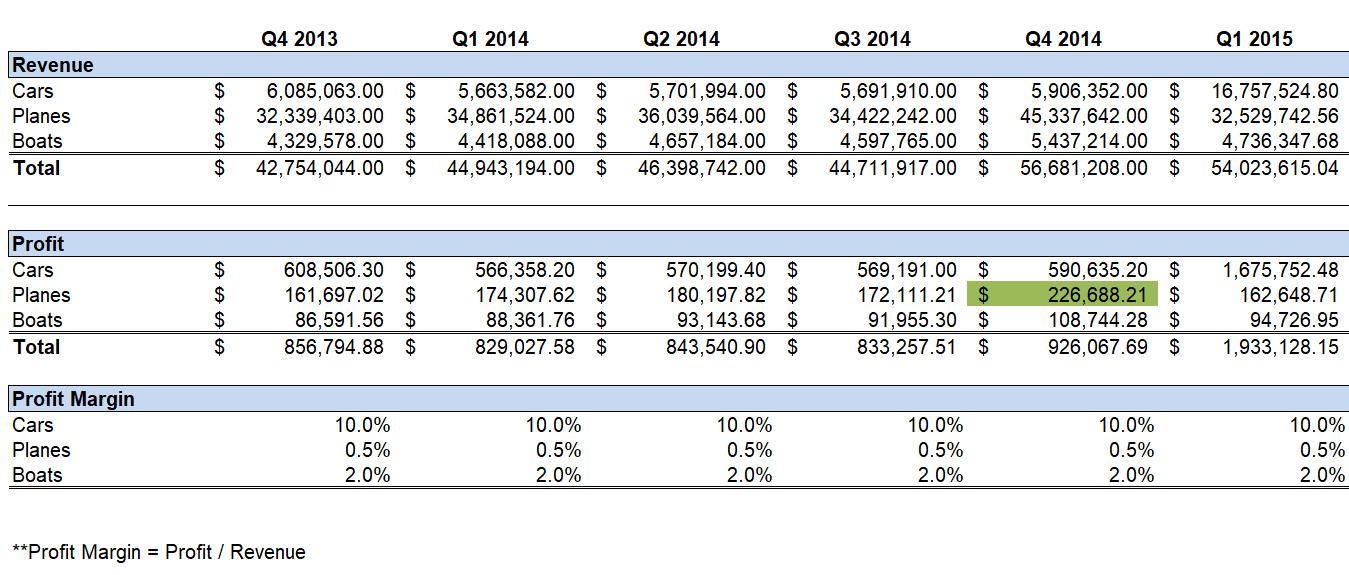 Q4 2013 Q1 2014 Q2 2014 Q3 2014 Q4 2014 Q1 2015
Revenue
Cars $ 6,085,063.00 $ 5,663,582.00 $ 5,701,994.00 $ 5,691,910.00 $ 5,906,352.00 $ 16,757,524.80
Planes $ 32,339,403.00 $ 34,861,524.00 $ 36,039,564.00 $ 34,422,242.00 $ 45,337,642.00 $ 32,529,742.56
Boats $ 4,329,578.00 $ 4,418,088.00 $ 4,657,184.00 $ 4,597,765.00 $ 5,437,214.00 $ 4,736,347.68
Total $ 42,754,044.00 $ 44,943,194.00 $ 46,398,742.00 $ 44,711,917.00 $ 56,681,208.00 $ 54,023,615.04
Profit
Cars $ 608,506.30 $ 566,358.20 $ 570,199.40 $ 569,191.00 $ 590,635.20 $ 1,675,752.48
Planes $ 161,697.02 $ 174,307.62 $ 180,197.82 $ 172,111.21 $ 226,688.21 $ 162,648.71
Boats $ 86,591.56 $ 88,361.76 $ 93,143.68 $ 91,955.30 $ 108,744.28 $ 94,726.95
Total $ 856,794.88 $ 829,027.58 $ 843,540.90 $ 833,257.51 $ 926,067.69 $ 1,933,128.15
Profit Margin
Cars 10.0% 10.0% 10.0% 10.0% 10.0% 10.0%
Planes 0.5% 0.5% 0.5% 0.5% 0.5% 0.5%
Boats 2.0% 2.0% 2.0% 2.0% 2.0% 2.0%
**Profit Margin = Profit / Revenue